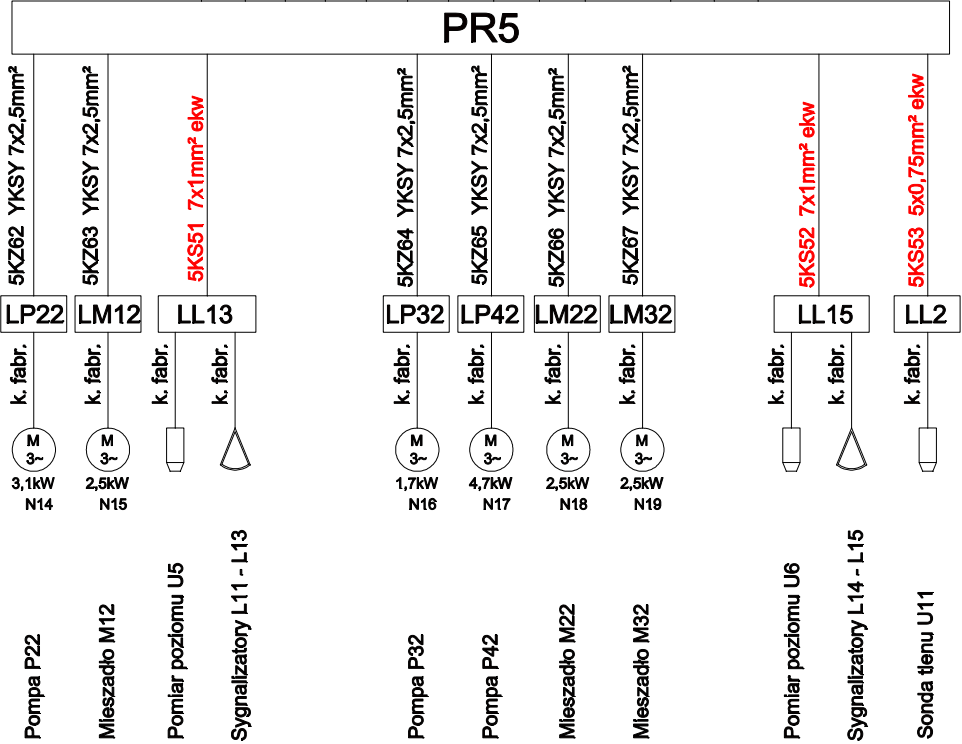 PR5
5KZ62 YKSY 7x2,5mm²
5KZ63 YKSY 7x2,5mm²
5KS51 7x1mm² ekw
5KZ64 YKSY 7x2,5mm²
5KZ65 YKSY 7x2,5mm²
5KZ66 YKSY 7x2,5mm²
5KZ67 YKSY 7x2,5mm²
5KS52 7x1mm² ekw
5KS53 5x0,75mm² ekw
LP22
LM12
LL13
LP32
LP42
LM22
LM32
LL15
LL2
k. fabr.
k. fabr.
k. fabr.
k. fabr.
k. fabr.
k. fabr.
k. fabr.
k. fabr.
k. fabr.
k. fabr.
k. fabr.
M
3~
M
3~
M
3~
M
3~
M
3~
M
3~
3,1kW
2,5kW
1,7kW
4,7kW
2,5kW
2,5kW
N14
N15
N16
N17
N18
N19
Pompa P22
Mieszadło M12
Pomiar poziomu U5
Sygnalizatory L11 - L13
Pompa P32
Pompa P42
Mieszadło M22
Mieszadło M32
Pomiar poziomu U6
Sygnalizatory L14 - L15
Sonda tlenu U11